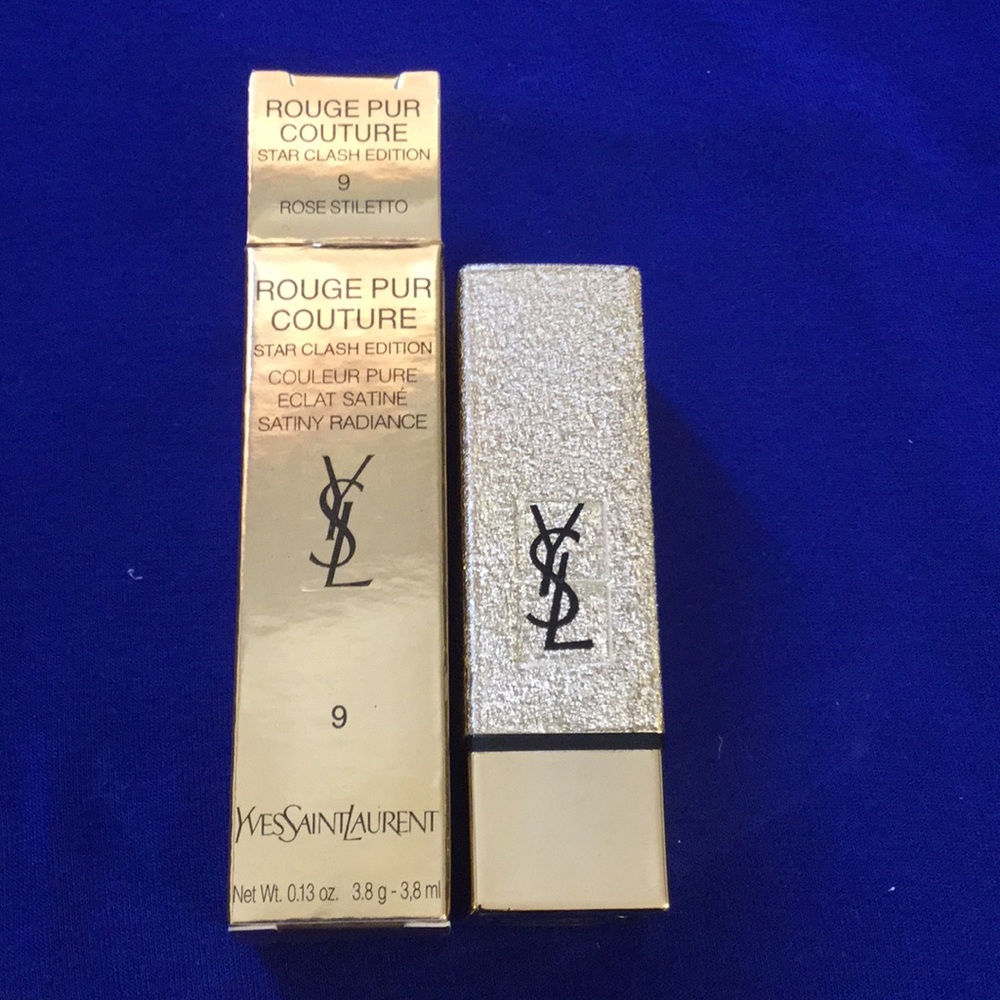 ROUGE PUR
COUTURE
STAR CLASH EDITION
9
ROSE STILETTO
ROUGE PUR
COUTURE
STAR CLASH EDITION
COULEUR PURE
ECLAT SATINÉ
SATINY RADIANCE
YSL
9
YVESSAINTLAURENT
Net Wt. 0.13 oz. 3.8 g - 3,8 ml
YSL